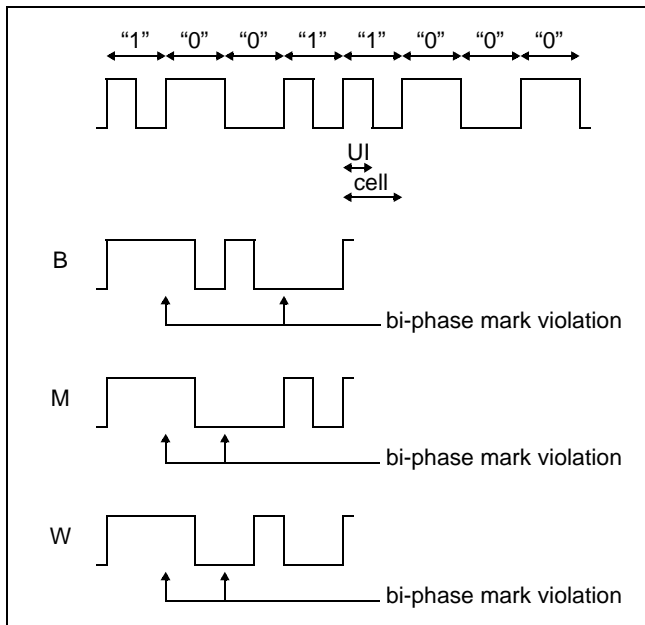 “1” “0” “0” “1” “1” “0” “0” “0”
UI
cell
B
bi-phase mark violation
M
bi-phase mark violation
W
bi-phase mark violation